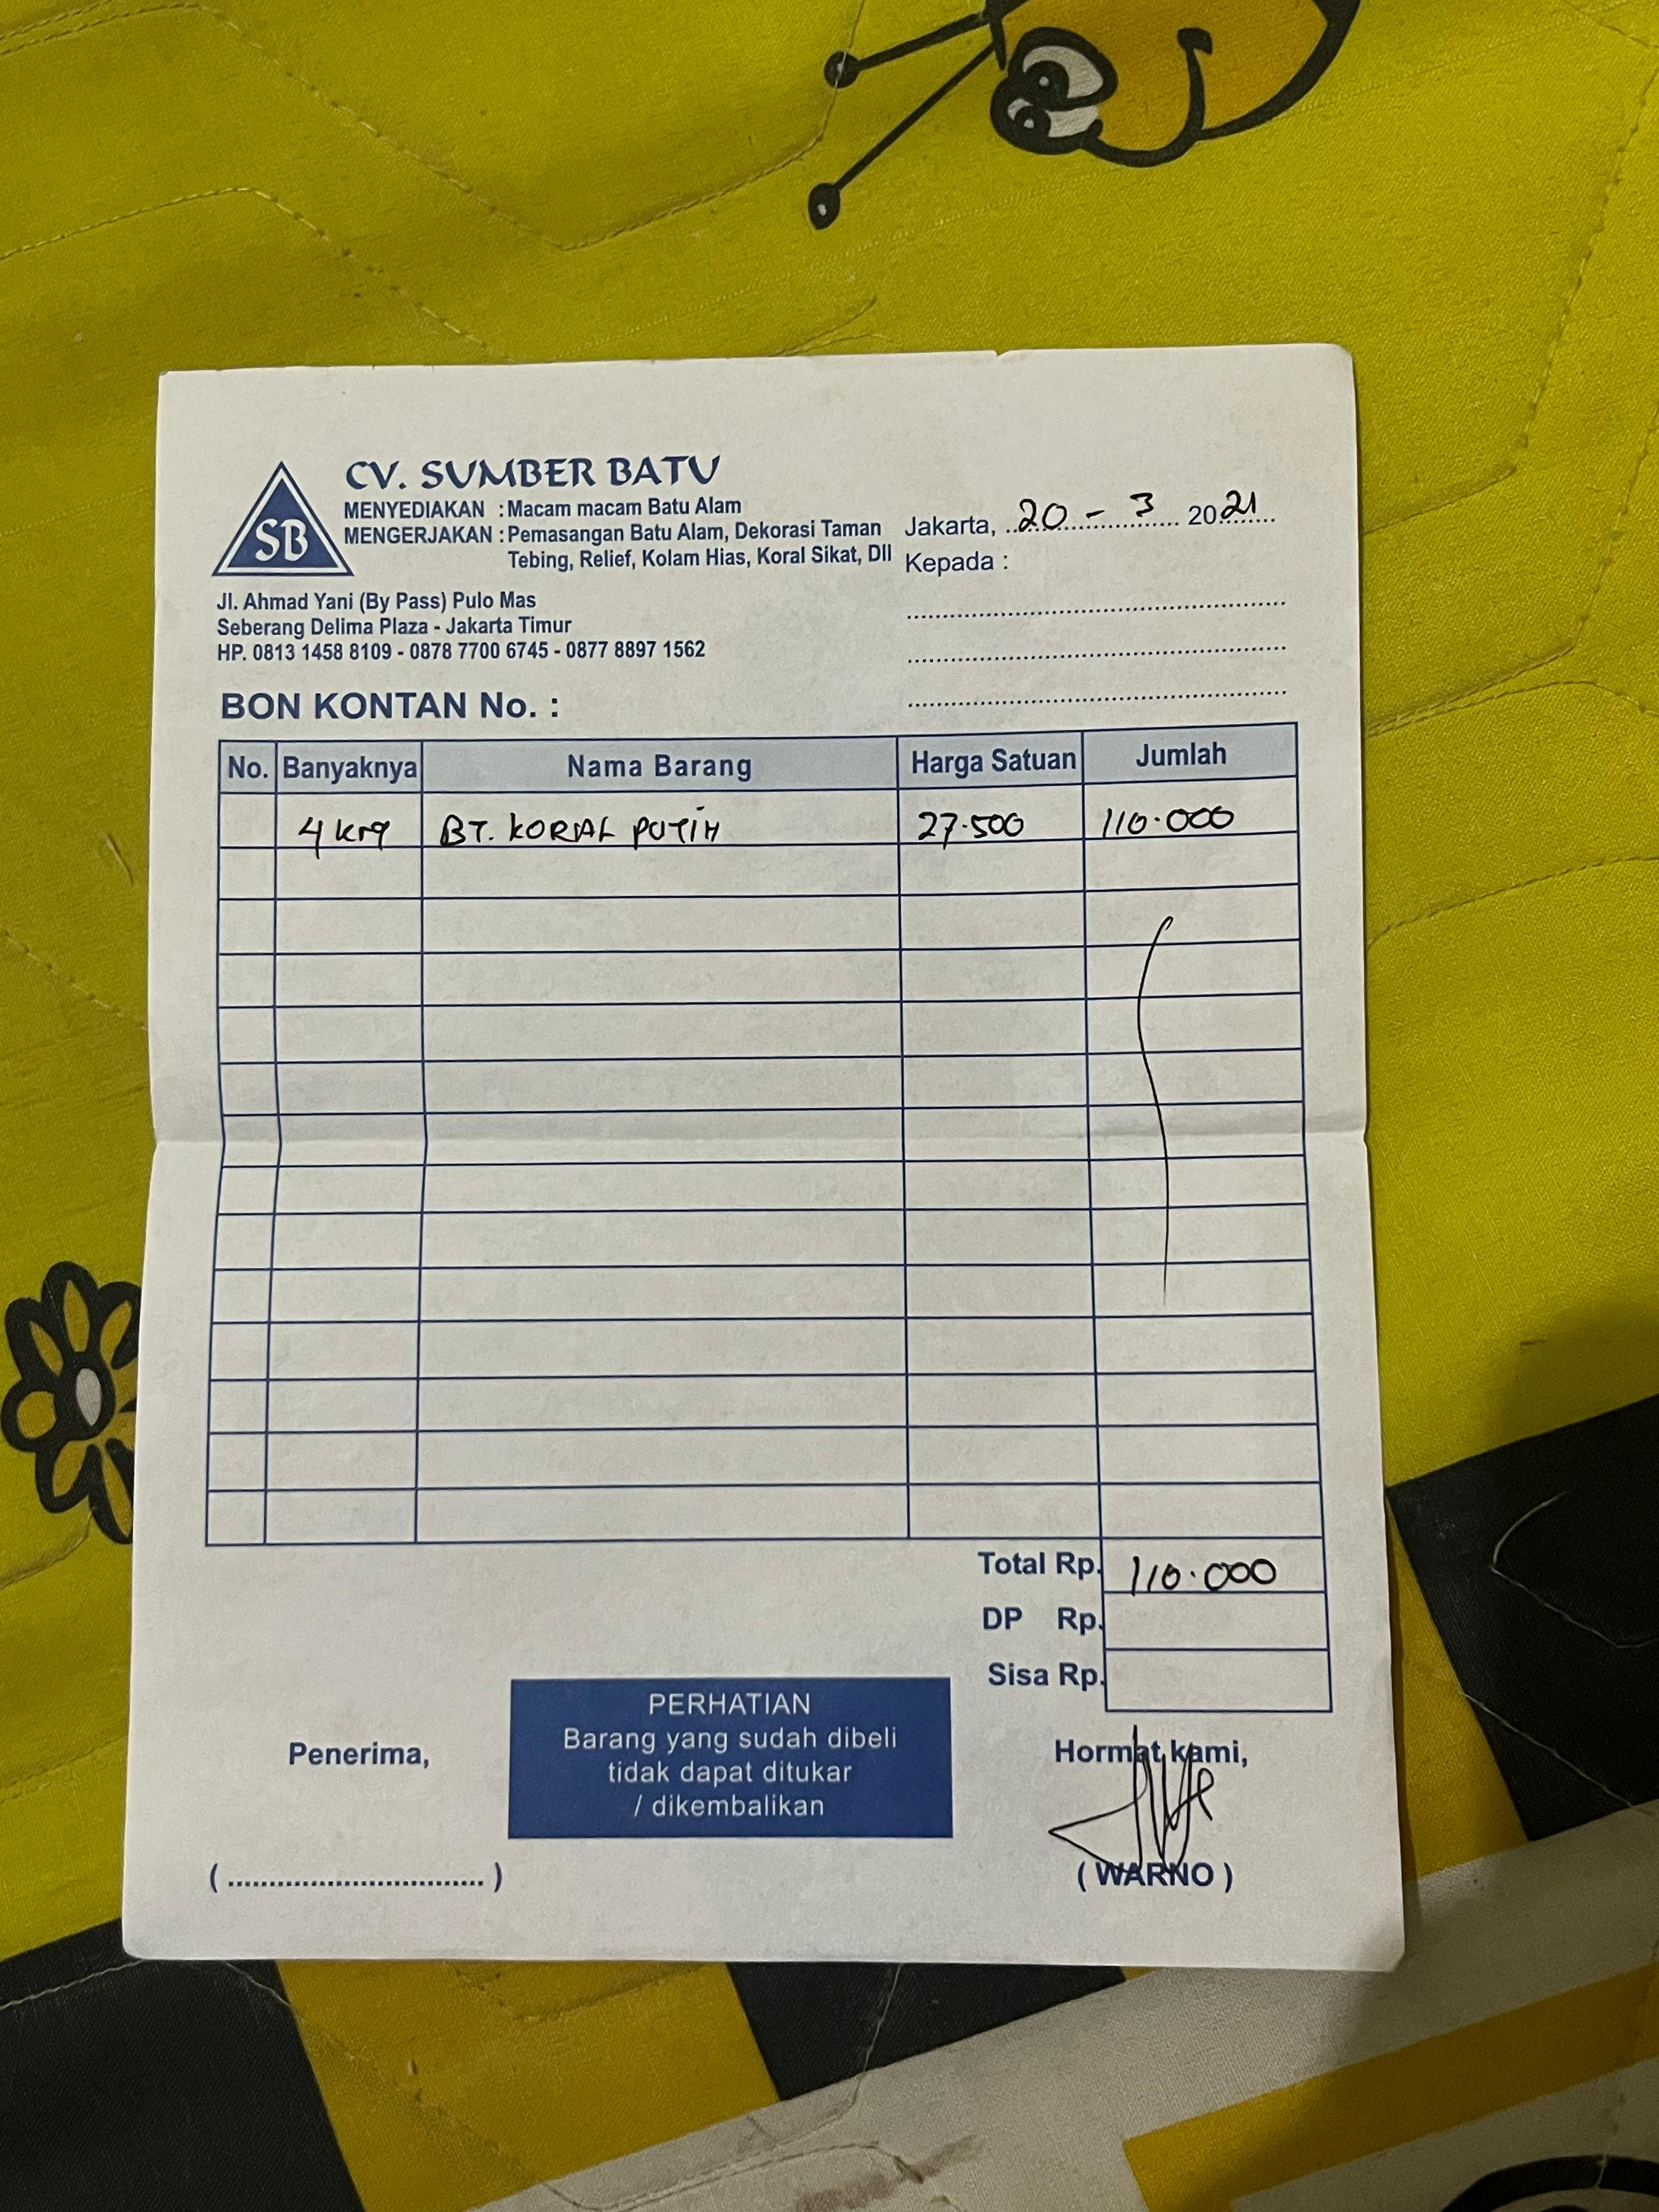 CV. SUMBER BATU
SB
MENYEDIAKAN : Macam macam Batu Alam
MENGERJAKAN : Pemasangan Batu Alam, Dekorasi Taman
Tebing, Relief, Kolam Hias, Koral Sikat, Dll
Jakarta, 20 - 3 2021
Kepada :
Jl. Ahmad Yani (By Pass) Pulo Mas
Seberang Delima Plaza - Jakarta Timur
HP. 0813 1458 8109 - 0878 7700 6745 - 0877 8897 1562
BON KONTAN No. :
No. Banyaknya Nama Barang Harga Satuan Jumlah
4 krg BT. KORAL PUTIH 27.500 110.000
Total Rp. 110.000
DP Rp.
Sisa Rp.
PERHATIAN
Barang yang sudah dibeli
tidak dapat ditukar
/ dikembalikan
Penerima,
(..............................)
Hormat kami,
( WARNO )